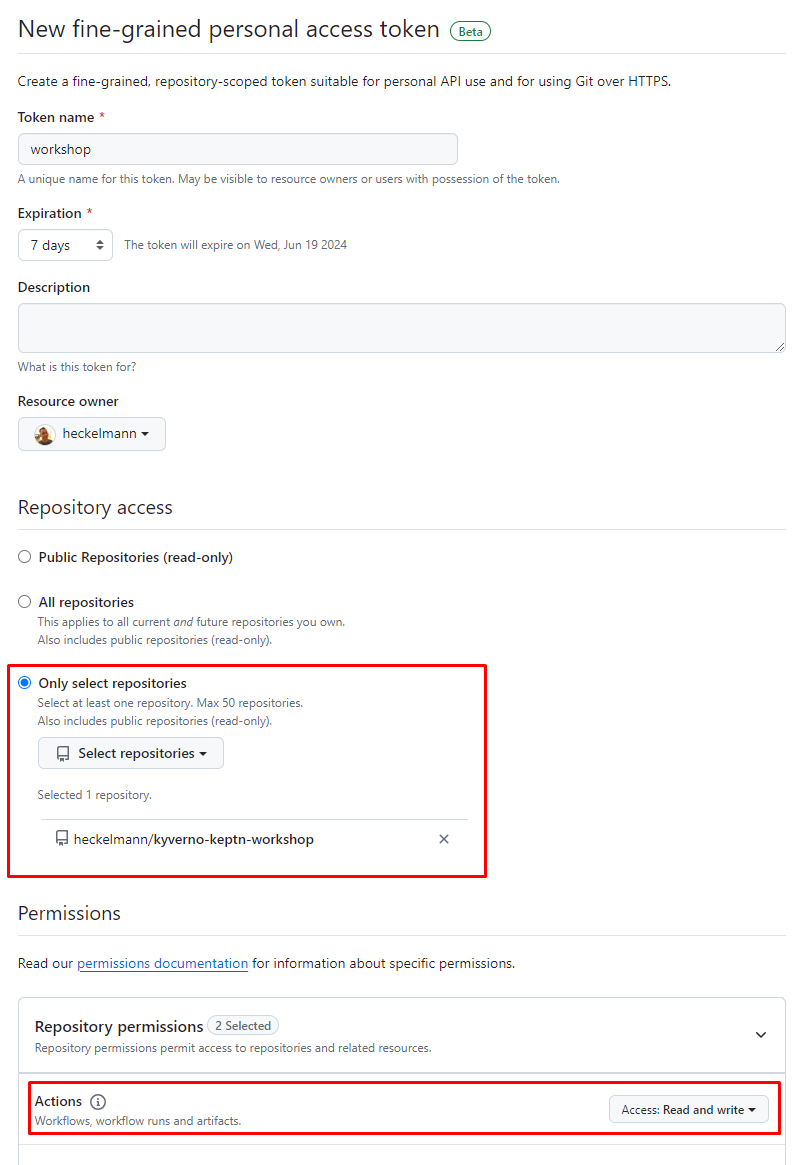 New fine-grained personal access token Beta
Create a fine-grained, repository-scoped token suitable for personal API use and for using Git over HTTPS.
Token name *
workshop
A unique name for this token. May be visible to resource owners or users with possession of the token.
Expiration *
7 days The token will expire on Wed, Jun 19 2024
Description
What is this token for?
Resource owner
heckelmann
Repository access
Public Repositories (read-only)
All repositories
This applies to all current and future repositories you own.
Also includes public repositories (read-only).
Only select repositories
Select at least one repository. Max 50 repositories.
Also includes public repositories (read-only).
Select repositories
Selected 1 repository.
heckelmann/kyverno-keptn-workshop
Permissions
Read our permissions documentation for information about specific permissions.
Repository permissions 2 Selected
Repository permissions permit access to repositories and related resources.
Actions
Access: Read and write
Workflows, workflow runs and artifacts.